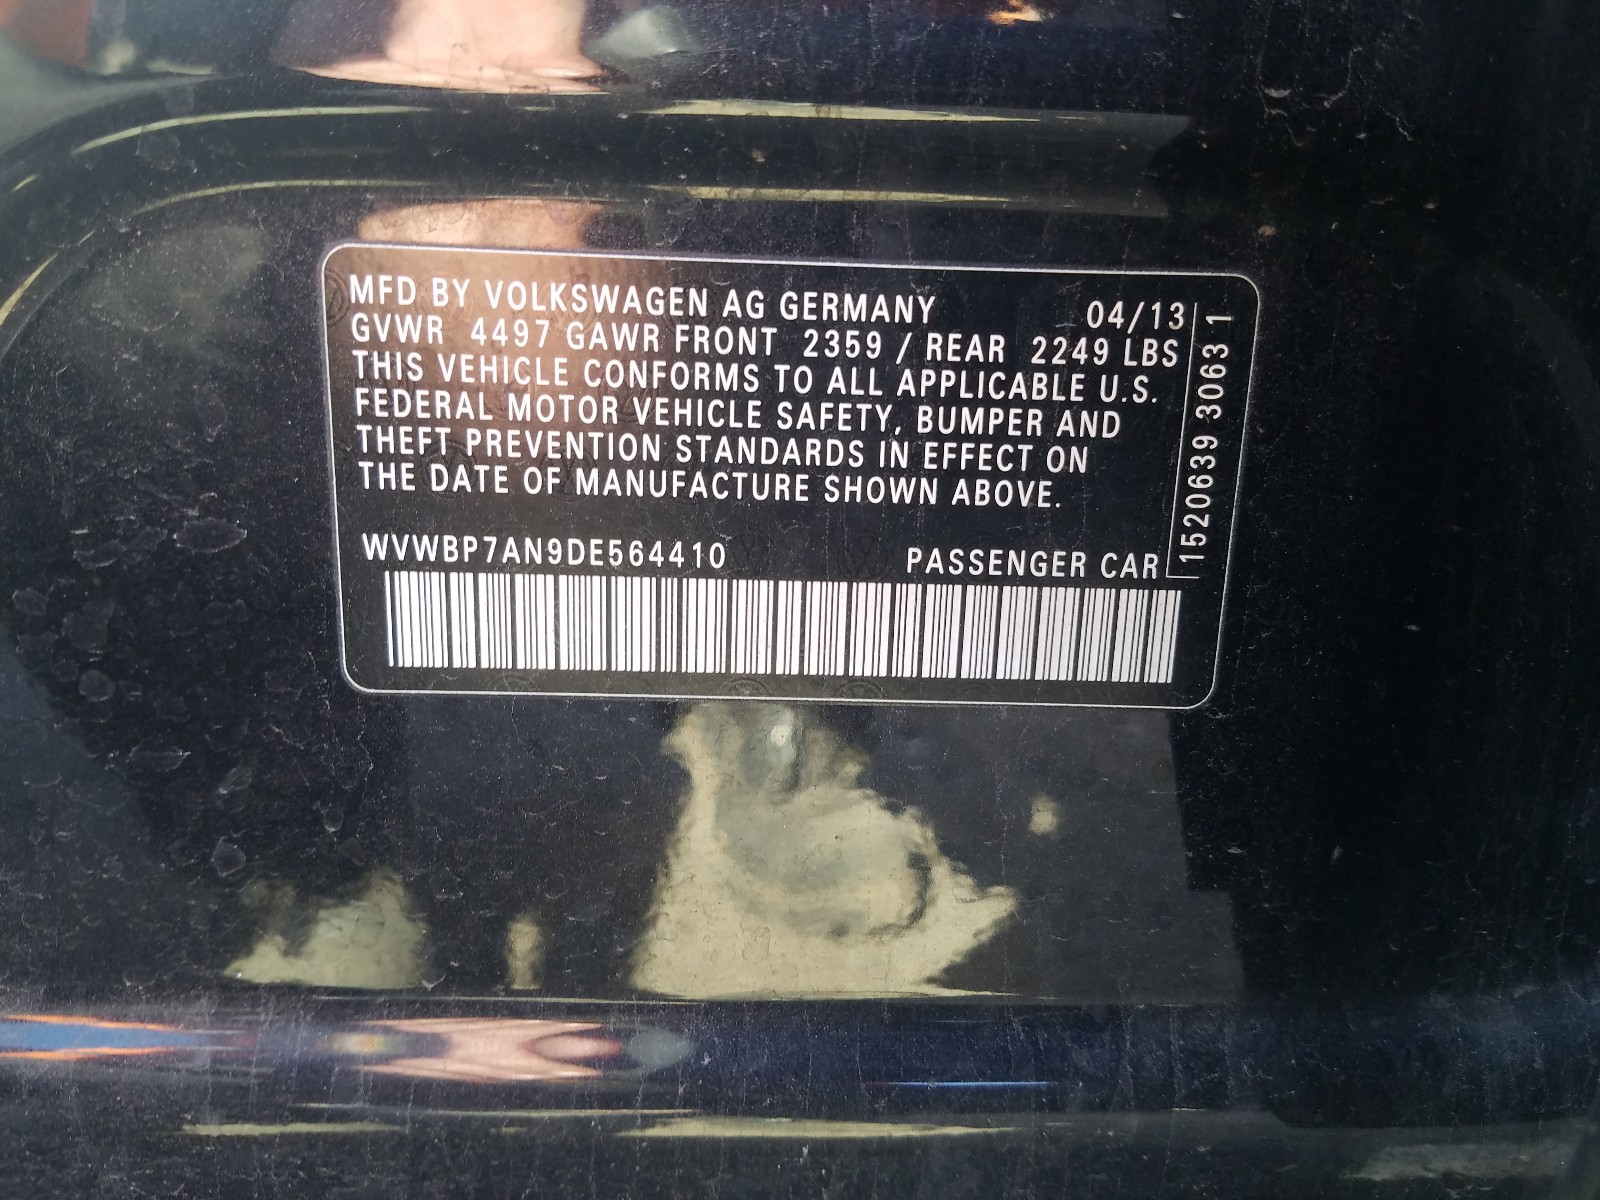 MFD BY VOLKSWAGEN AG GERMANY 04/13
GVWR 4497 GAWR FRONT 2359 / REAR 2249 LBS
THIS VEHICLE CONFORMS TO ALL APPLICABLE U.S.
FEDERAL MOTOR VEHICLE SAFETY, BUMPER AND
THEFT PREVENTION STANDARDS IN EFFECT ON
THE DATE OF MANUFACTURE SHOWN ABOVE.
WVWBP7AN9DE564410 PASSENGER CAR
1520639 3063 1